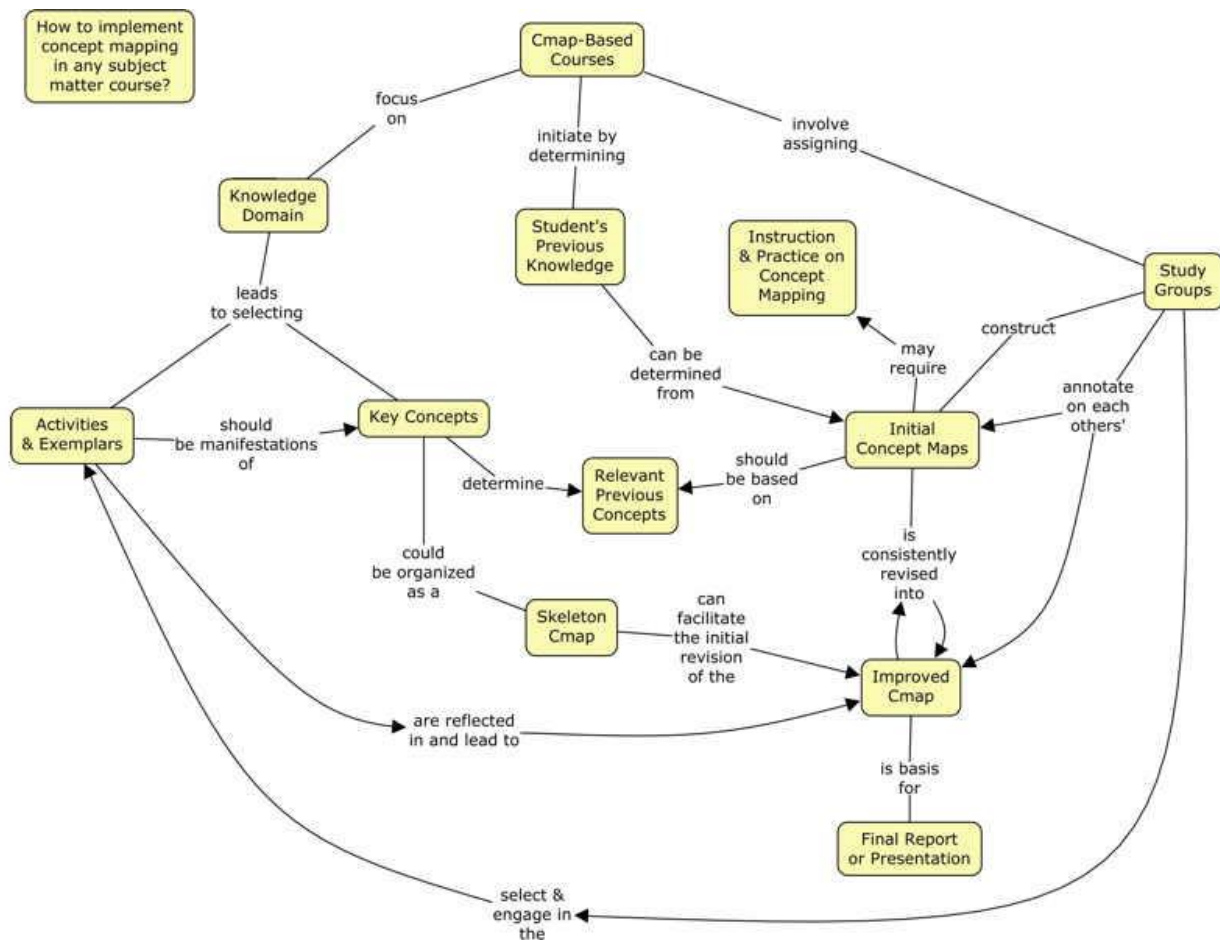 How to implement
concept mapping
in any subject
matter course?
Cmap-Based
Courses
focus
on
initiate by
determining
involve
assigning
Knowledge
Domain
Student's
Previous
Knowledge
Instruction
& Practice on
Concept
Mapping
Study
Groups
leads
to selecting
can be
determined
from
may
require
construct
annotate
on each
others'
Activities
& Exemplars
should
be manifestations
of
Key Concepts
determine
Relevant
Previous
Concepts
should
be based
on
Initial
Concept Maps
could
be organized
as a
Skeleton
Cmap
can
facilitate
the initial
revision
of the
is
consistently
revised
into
Improved
Cmap
are reflected
in and lead to
is basis
for
Final Report
or Presentation
select &
engage in
the